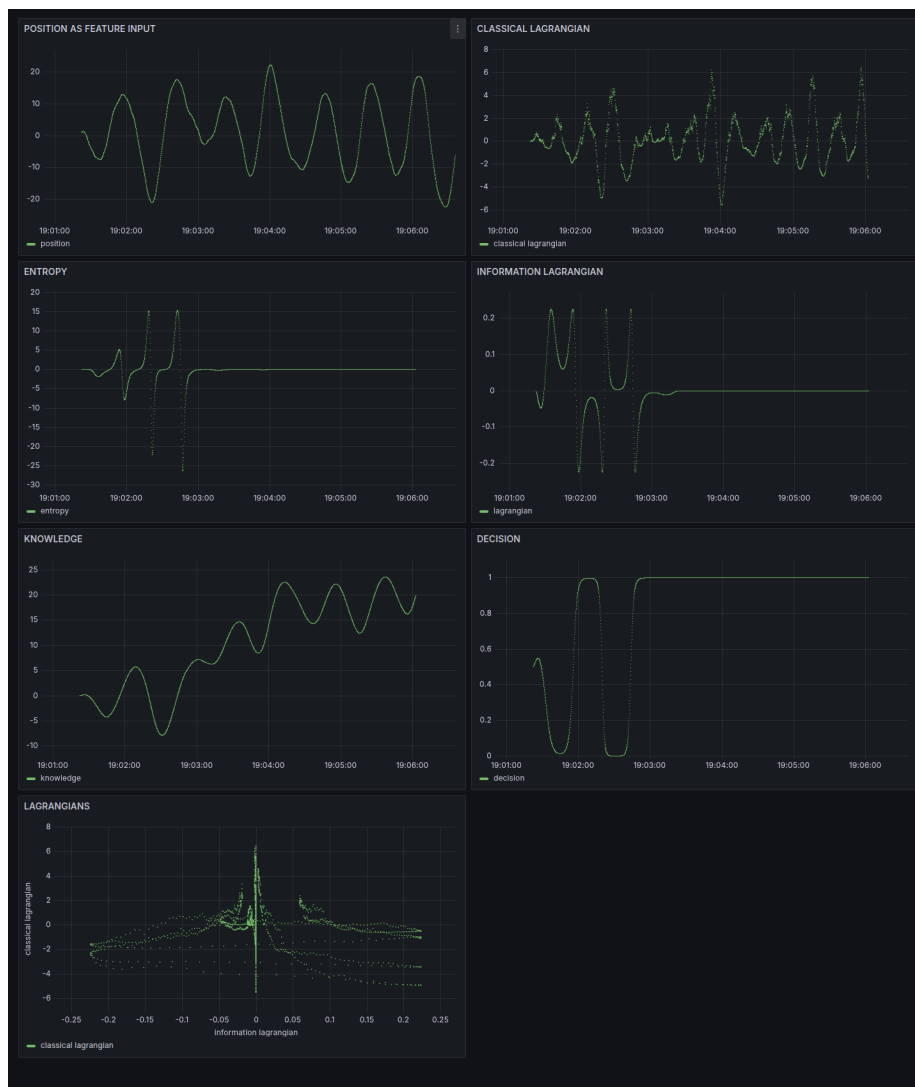 POSITION AS FEATURE INPUT
20
10
0
-10
-20
19:01:00 19:02:00 19:03:00 19:04:00 19:05:00 19:06:00
position
CLASSICAL LAGRANGIAN
8
6
4
2
0
-2
-4
-6
19:01:00 19:02:00 19:03:00 19:04:00 19:05:00 19:06:00
classical lagrangian
ENTROPY
20
15
10
5
0
-5
-10
-15
-20
-25
-30
19:01:00 19:02:00 19:03:00 19:04:00 19:05:00 19:06:00
entropy
INFORMATION LAGRANGIAN
0.2
0.1
0
-0.1
-0.2
19:01:00 19:02:00 19:03:00 19:04:00 19:05:00 19:06:00
lagrangian
KNOWLEDGE
25
20
15
10
5
0
-5
-10
19:01:00 19:02:00 19:03:00 19:04:00 19:05:00 19:06:00
knowledge
DECISION
1
0.8
0.6
0.4
0.2
0
19:01:00 19:02:00 19:03:00 19:04:00 19:05:00 19:06:00
decision
LAGRANGIANS
classical lagrangian
8
6
4
2
0
-2
-4
-6
-0.25 -0.2 -0.15 -0.1 -0.05 0 0.05 0.1 0.15 0.2 0.25
information lagrangian
classical lagrangian